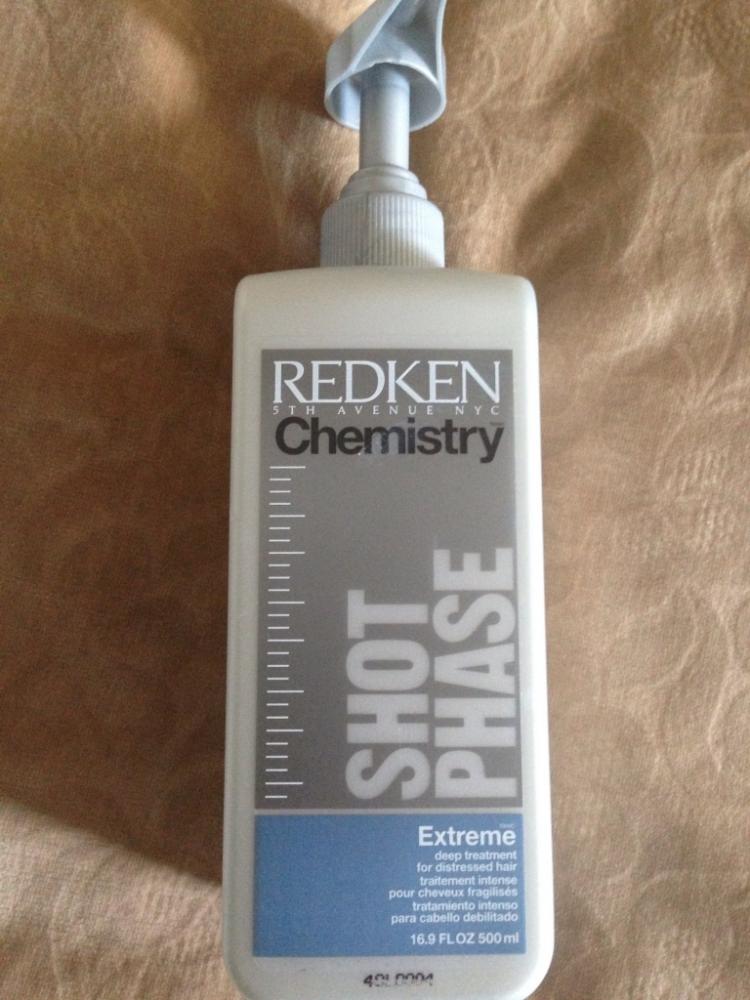 REDKEN
5TH AVENUE NYC
Chemistry
SHOT
PHASE
Extreme
deep treatment
for distressed hair
traitement intense
pour cheveux fragilisés
tratamiento intenso
para cabello debilitado
16.9 FL OZ 500 ml